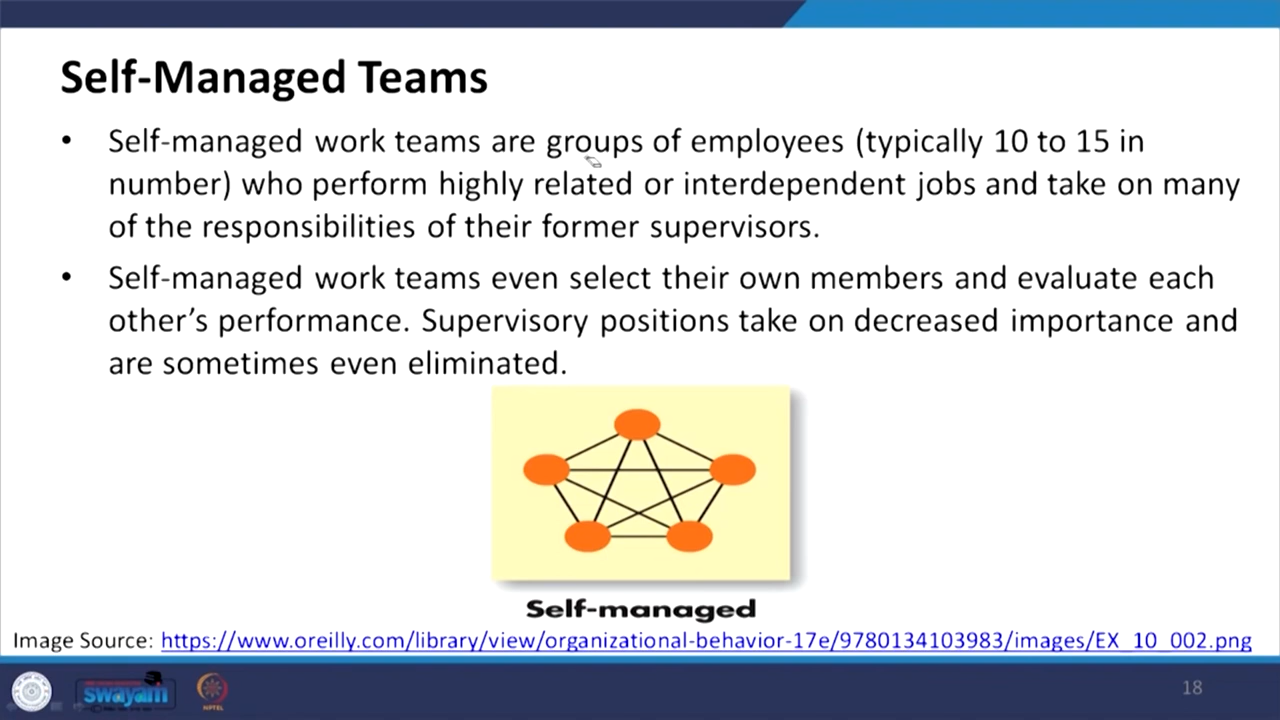 Self-Managed Teams
• Self-managed work teams are groups of employees (typically 10 to 15 in
number) who perform highly related or interdependent jobs and take on many
of the responsibilities of their former supervisors.
• Self-managed work teams even select their own members and evaluate each
other’s performance. Supervisory positions take on decreased importance and
are sometimes even eliminated.
Self-managed
Image Source: https://www.oreilly.com/library/view/organizational-behavior-17e/9780134103983/images/EX_10_002.png
swayam
NPTEL
18